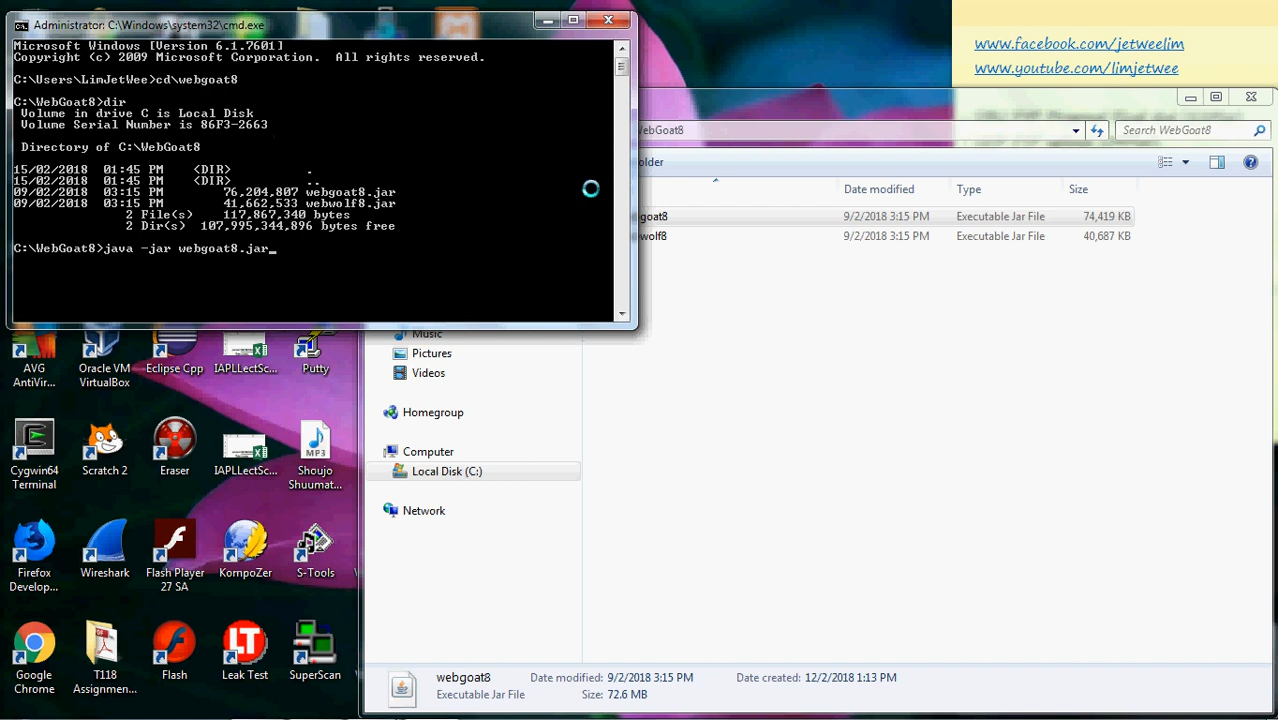 Administrator: C:\Windows\system32\cmd.exe
Microsoft Windows [Version 6.1.7601]
Copyright (c) 2009 Microsoft Corporation.  All rights reserved.
C:\Users\LimJetWee>cd\webgoat8
C:\WebGoat8>dir
Volume in drive C is Local Disk
Volume Serial Number is 86F3-2663
Directory of C:\WebGoat8
15/02/2018  01:45 PM    <DIR>          .
15/02/2018  01:45 PM    <DIR>          ..
09/02/2018  03:15 PM        76,204,807 webgoat8.jar
09/02/2018  03:15 PM        41,662,533 webwolf8.jar
2 File(s)    117,867,340 bytes
2 Dir(s)  107,995,344,896 bytes free
C:\WebGoat8>java -jar webgoat8.jar_
www.facebook.com/jetweelim
www.youtube.com/limjetwee
WebGoat8
Search WebGoat8
older
Date modified Type Size
goat8 9/2/2018 3:15 PM Executable Jar File 74,419 KB
wolf8 9/2/2018 3:15 PM Executable Jar File 40,687 KB
Music
Pictures
Videos
Homegroup
Computer
Local Disk (C:)
Network
AVG AntiVir...
Oracle VM VirtualBox
Eclipse Cpp
IAPLLectSc...
Putty
Cygwin64 Terminal
Scratch 2
Eraser
IAPLLectSc...
MP3
Shoujo Shuumat...
Firefox Develop...
Wireshark
Flash Player 27 SA
KompoZer
S-Tools
Google Chrome
T118 Assignmen...
Flash
LT
Leak Test
SuperScan
webgoat8 Date modified: 9/2/2018 3:15 PM Date created: 12/2/2018 1:13 PM
Executable Jar File Size: 72.6 MB